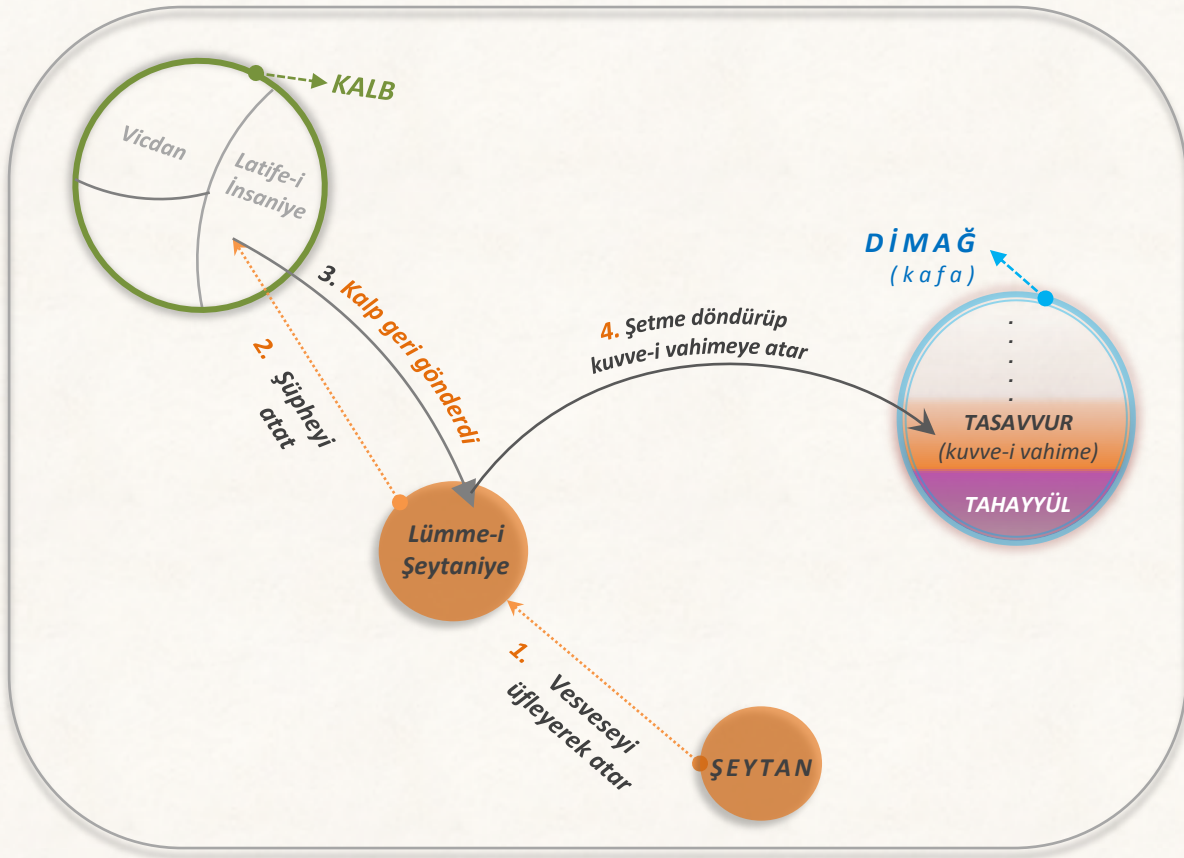 KALB
Vicdan
Latife-i
İnsaniye
DİMAĞ
(kafa)
3. Kalp geri gönderdi
4. Şetme döndürüp
kuvve-i vahimeye atar
2. Şüpheyi
atat
.
.
.
.
.
TASAVVUR
(kuvve-i vahime)
TAHAYYÜL
Lümme-i
Şeytaniye
1. Vesveseyi
üfleyerek atar
ŞEYTAN